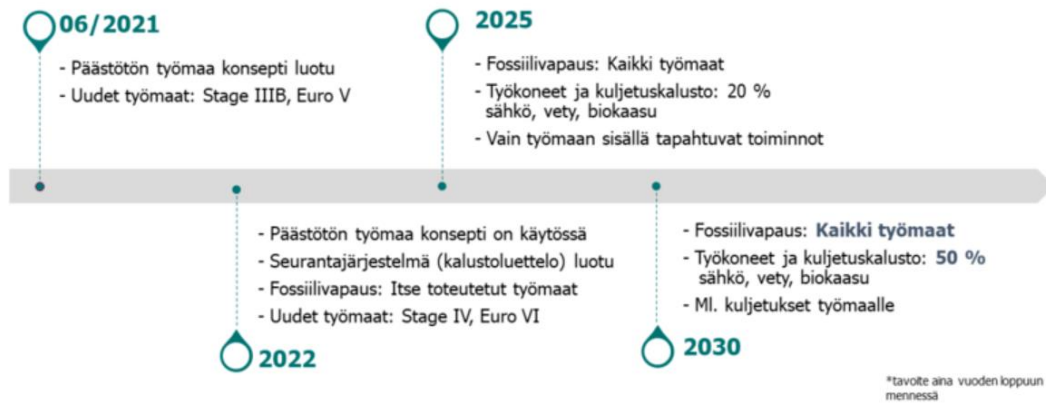 06/2021
- Päästötön työmaa konsepti luotu
- Uudet työmaat: Stage IIIB, Euro V
2025
- Fossiilivapaus: Kaikki työmaat
- Työkoneet ja kuljetuskalusto: 20 %
sähkö, vety, biokaasu
- Vain työmaan sisällä tapahtuvat toiminnot
- Päästötön työmaa konsepti on käytössä
- Seurantajärjestelmä (kalustoluettelo) luotu
- Fossiilivapaus: Itse toteutetut työmaat
- Uudet työmaat: Stage IV, Euro VI
2022
- Fossiilivapaus: Kaikki työmaat
- Työkoneet ja kuljetuskalusto: 50 %
sähkö, vety, biokaasu
- Ml. kuljetukset työmaalle
2030
*tavoite aina vuoden loppuun
mennessä